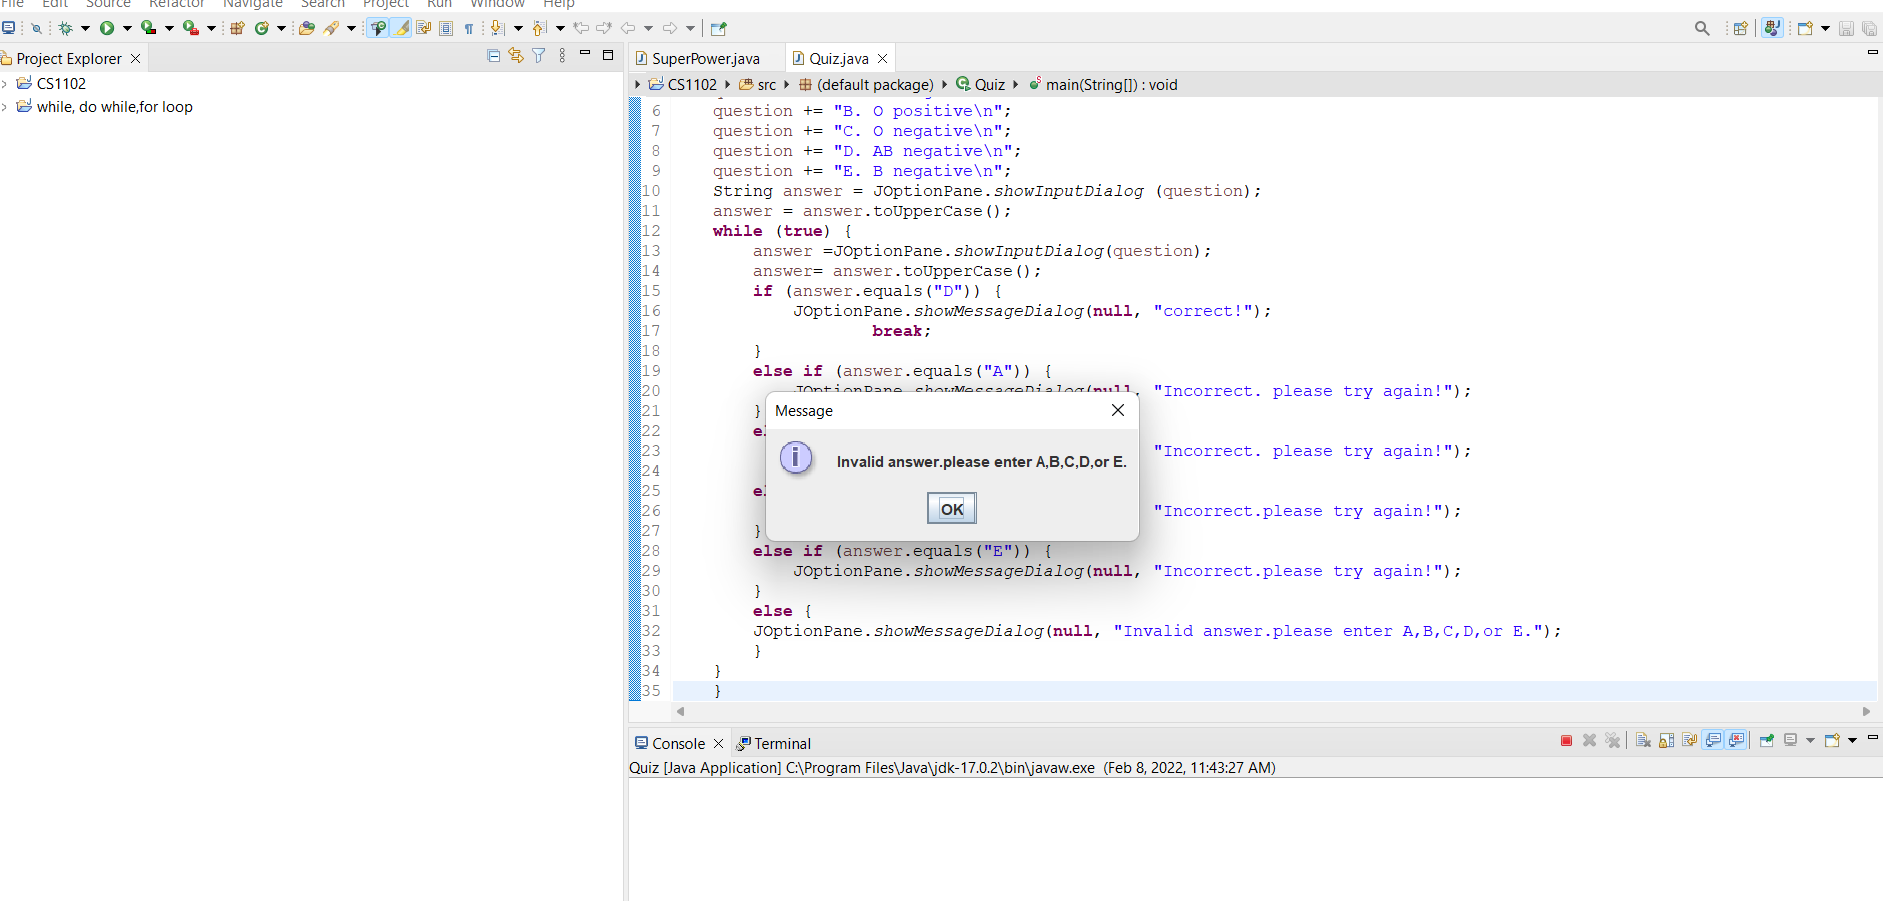 File Edit Source Refactor Navigate Search Project Run Window Help
Project Explorer
CS1102
while, do while,for loop
SuperPower.java Quiz.java
CS1102 src (default package) Quiz main(String[]) : void
6 question += "B. O positive\n";
7 question += "C. O negative\n";
8 question += "D. AB negative\n";
9 question += "E. B negative\n";
10 String answer = JOptionPane.showInputDialog (question);
11 answer = answer.toUpperCase();
12 while (true) {
13 answer =JOptionPane.showInputDialog(question);
14 answer= answer.toUpperCase();
15 if (answer.equals("D")) {
16 JOptionPane.showMessageDialog(null, "correct!");
17 break;
18 }
19 else if (answer.equals("A")) {
20 JOptionPane.showMessageDialog(null, "Incorrect. please try again!");
21 }
22 el
23 "Incorrect. please try again!");
24
25 el
26 "Incorrect.please try again!");
27 }
28 else if (answer.equals("E")) {
29 JOptionPane.showMessageDialog(null, "Incorrect.please try again!");
30 }
31 else {
32 JOptionPane.showMessageDialog(null, "Invalid answer.please enter A,B,C,D,or E.");
33 }
34 }
35 }
Message
Invalid answer.please enter A,B,C,D,or E.
OK
Console Terminal
Quiz [Java Application] C:\Program Files\Java\jdk-17.0.2\bin\javaw.exe (Feb 8, 2022, 11:43:27 AM)